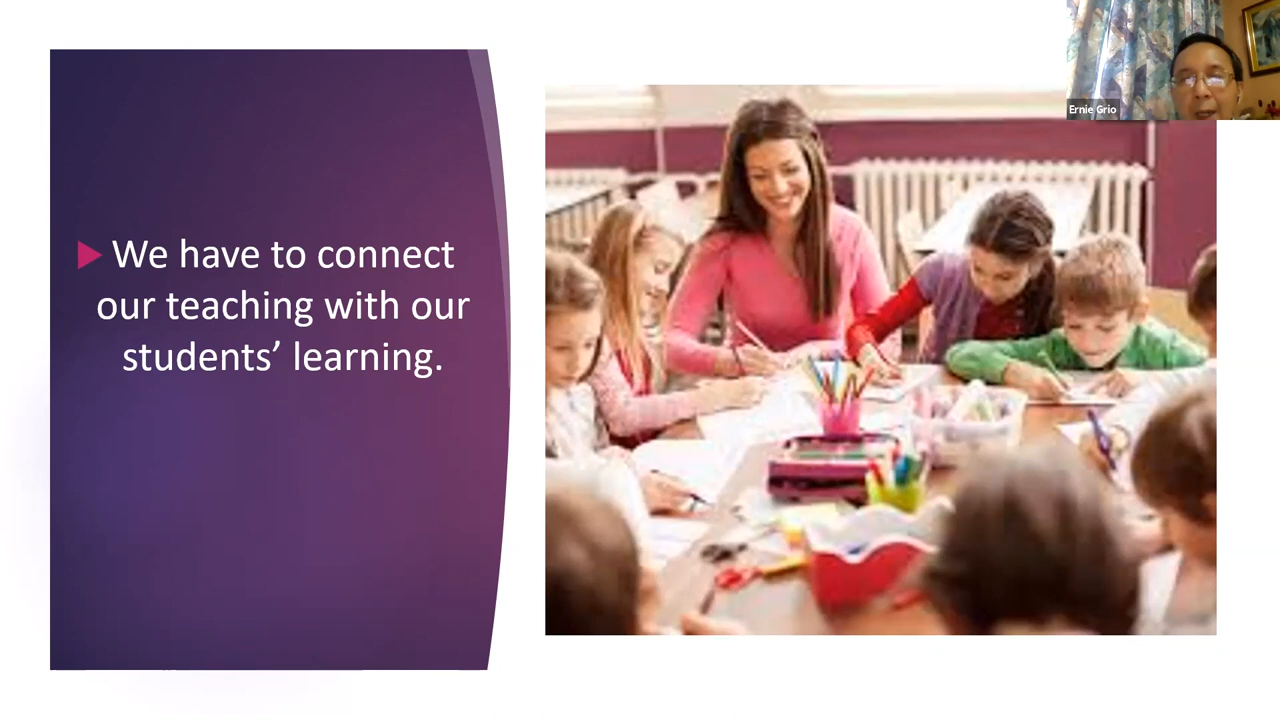 We have to connect
our teaching with our
students’ learning.
Ernie Grio